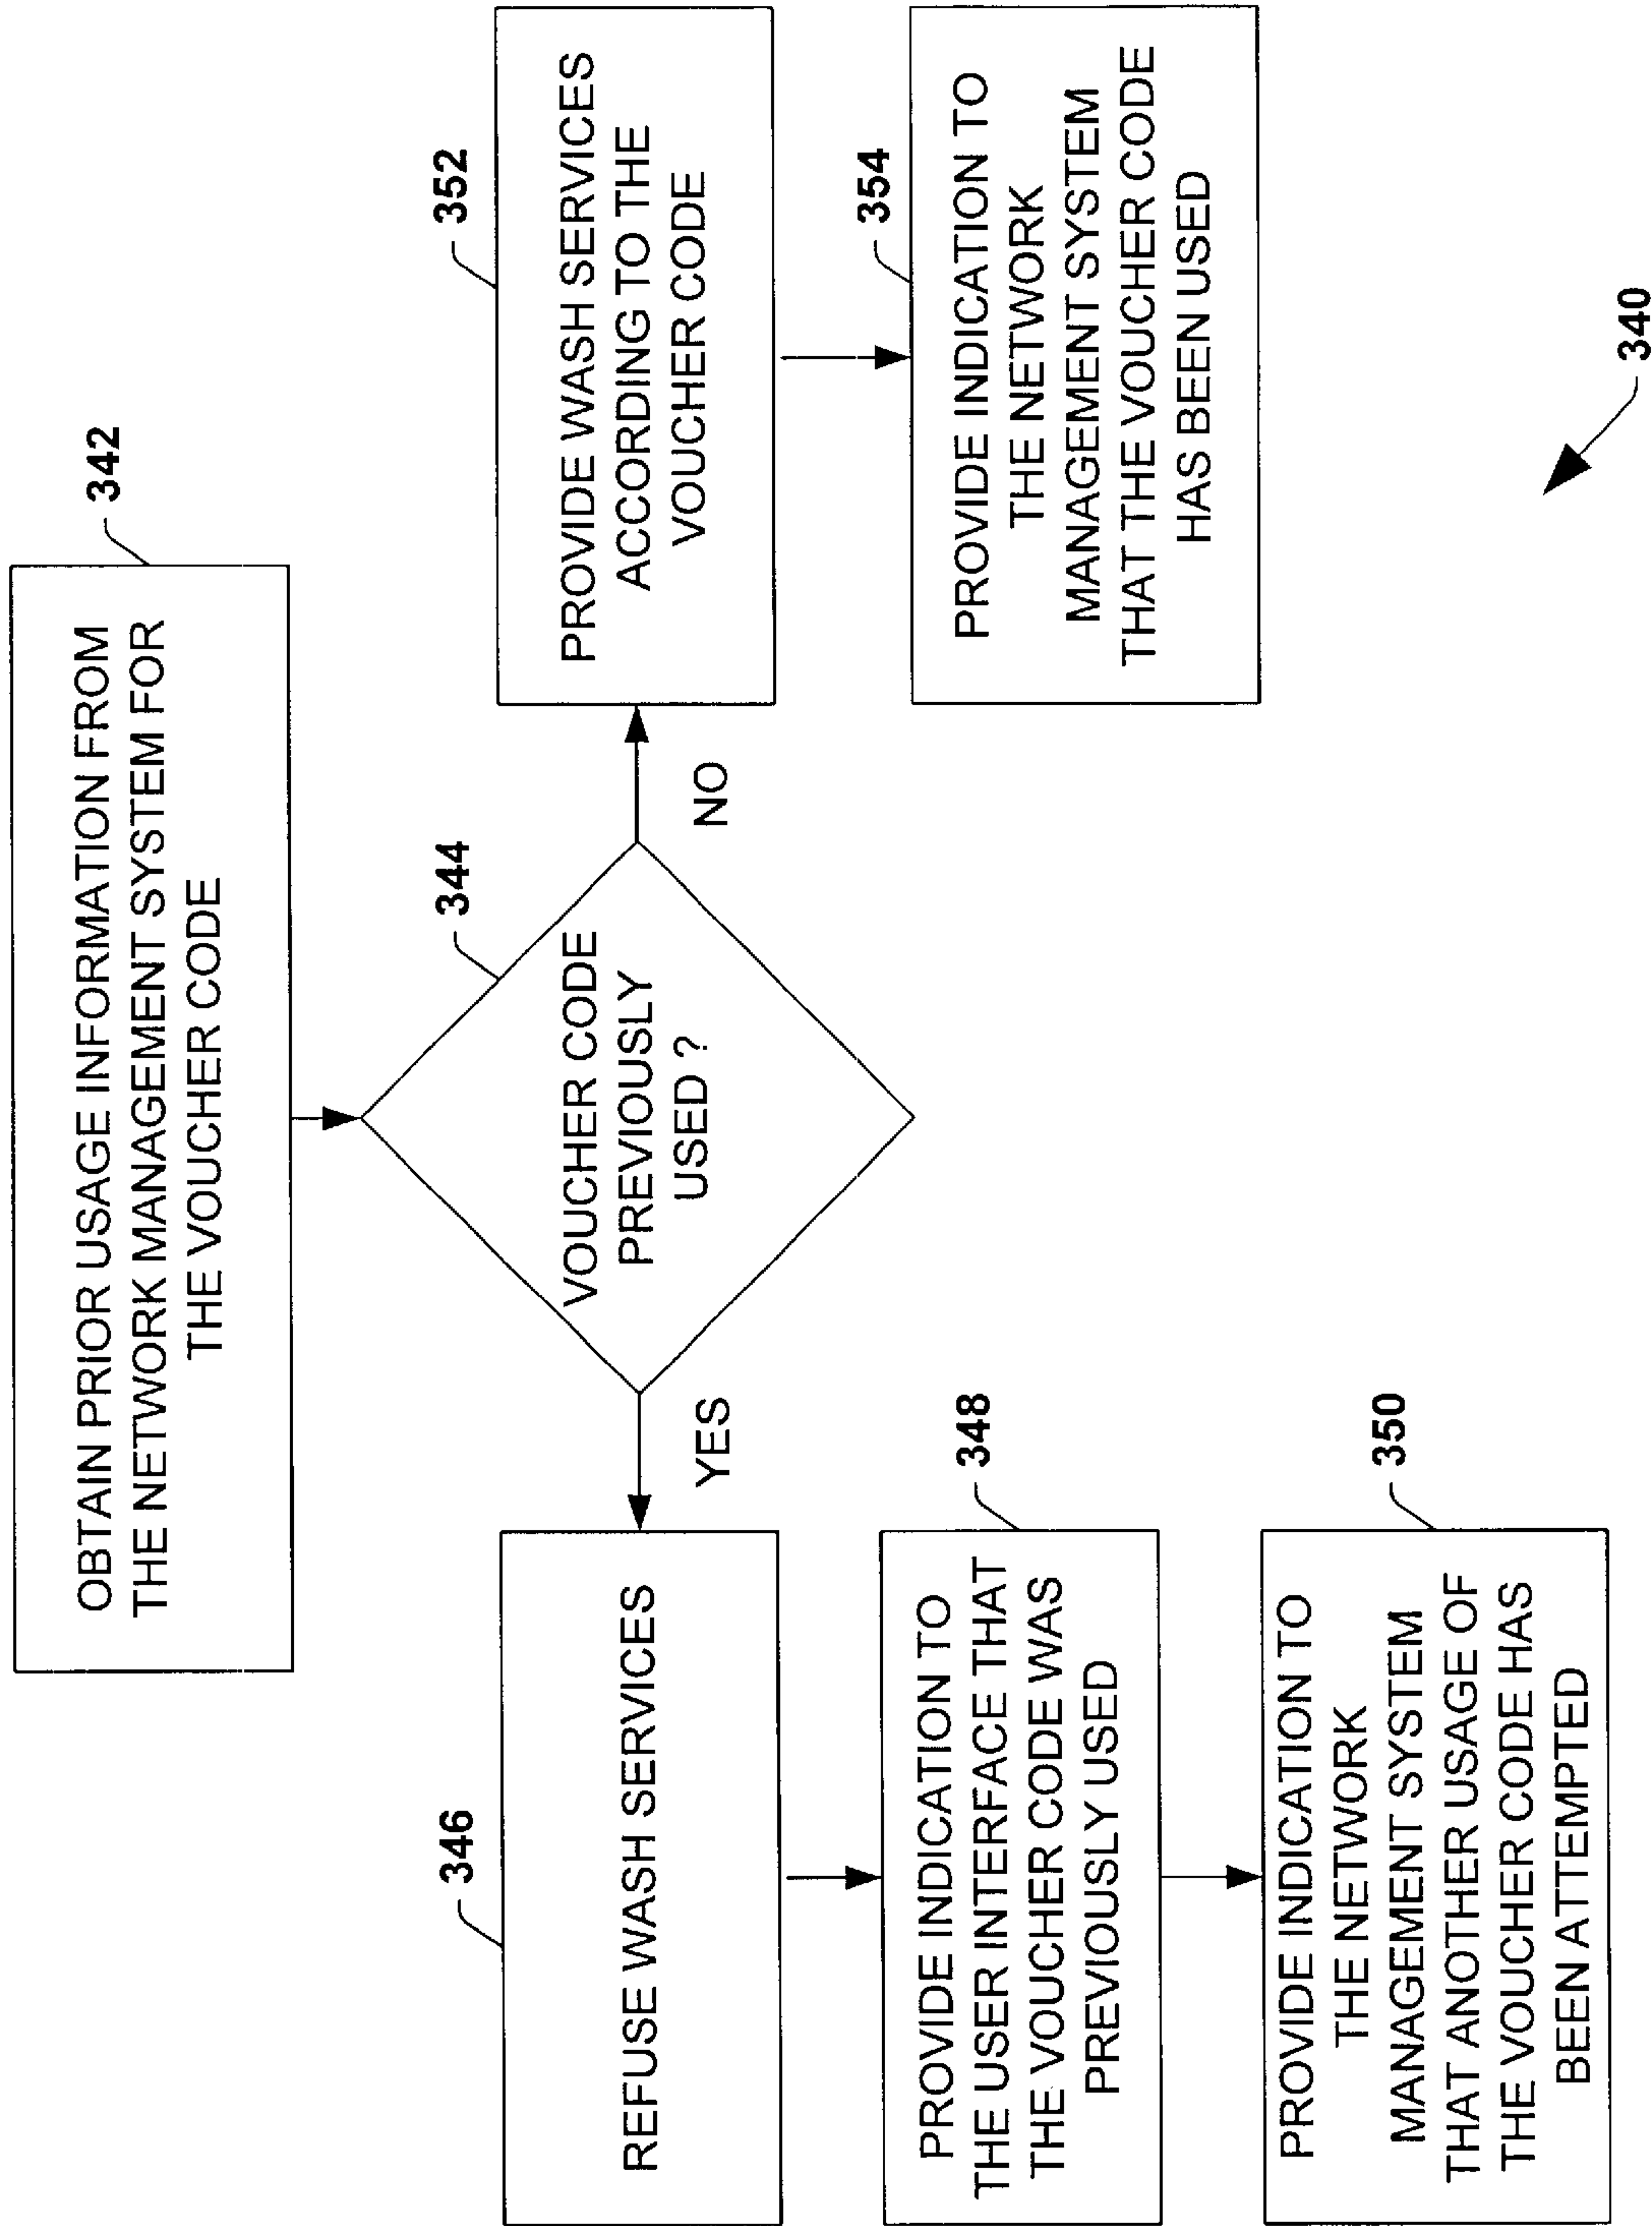 OBTAIN PRIOR USAGE INFORMATION FROM
THE NETWORK MANAGEMENT SYSTEM FOR
THE VOUCHER CODE
342
344
VOUCHER CODE
PREVIOUSLY
USED ?
YES
NO
346
REFUSE WASH SERVICES
348
PROVIDE INDICATION TO
THE USER INTERFACE THAT
THE VOUCHER CODE WAS
PREVIOUSLY USED
350
PROVIDE INDICATION TO
THE NETWORK
MANAGEMENT SYSTEM
THAT ANOTHER USAGE OF
THE VOUCHER CODE HAS
BEEN ATTEMPTED
352
PROVIDE WASH SERVICES
ACCORDING TO THE
VOUCHER CODE
354
PROVIDE INDICATION TO
THE NETWORK
MANAGEMENT SYSTEM
THAT THE VOUCHER CODE
HAS BEEN USED
340